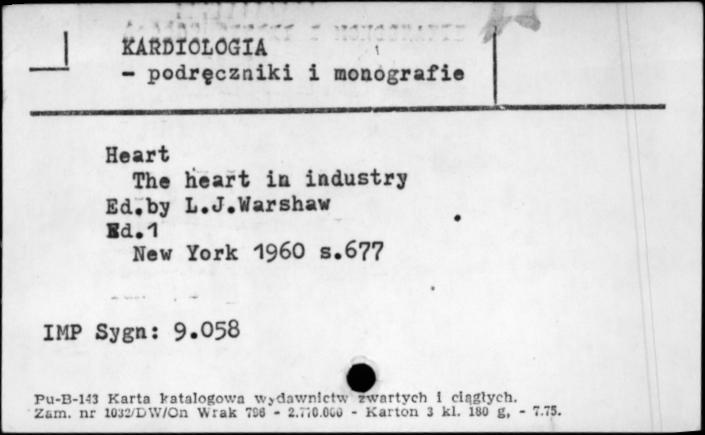 KARDIOLOGIA
- podręczniki i monografie
Heart
The heart in industry
Ed.by L.J.Warshaw
Ed.1
New York 1960 s.677
IMP Sygn: 9.058
Pu-B-143 Karta katalogowa wydawnictw zwartych i ciągłych.
Zam. nr 1032/DW/On Wrak 796 - 2.770.000 - Karton 3 kl. 180 g, - 7.75.